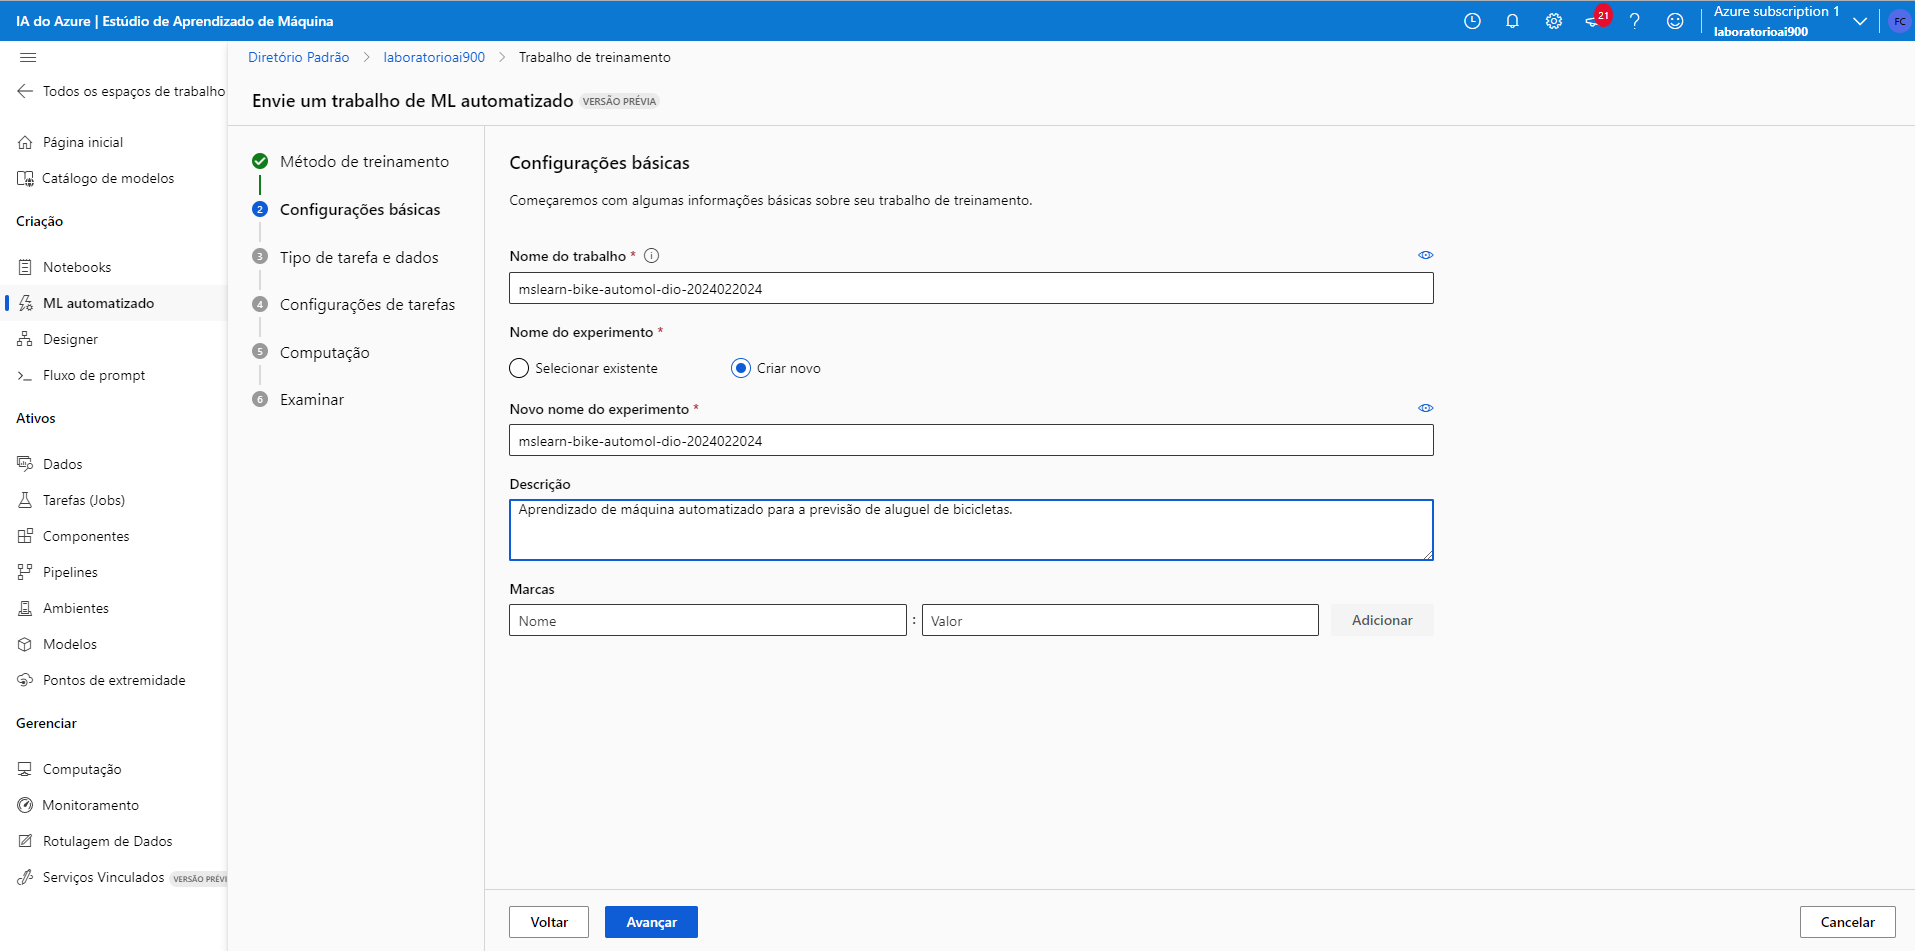 IA do Azure | Estúdio de Aprendizado de Máquina
21
Azure subscription 1
laboratorioai900
FC
Todos os espaços de trabalho
Página inicial
Catálogo de modelos
Criação
Notebooks
ML automatizado
Designer
Fluxo de prompt
Ativos
Dados
Tarefas (Jobs)
Componentes
Pipelines
Ambientes
Modelos
Pontos de extremidade
Gerenciar
Computação
Monitoramento
Rotulagem de Dados
Serviços Vinculados VERSÃO PRÉVI
Diretório Padrão > laboratorioai900 > Trabalho de treinamento
Envie um trabalho de ML automatizado VERSÃO PRÉVIA
Método de treinamento
2 Configurações básicas
3 Tipo de tarefa e dados
4 Configurações de tarefas
5 Computação
6 Examinar
Configurações básicas
Começaremos com algumas informações básicas sobre seu trabalho de treinamento.
Nome do trabalho *
mslearn-bike-automol-dio-2024022024
Nome do experimento *
Selecionar existente
Criar novo
Novo nome do experimento *
mslearn-bike-automol-dio-2024022024
Descrição
Aprendizado de máquina automatizado para a previsão de aluguel de bicicletas.
Marcas
Nome : Valor Adicionar
Voltar
Avançar
Cancelar